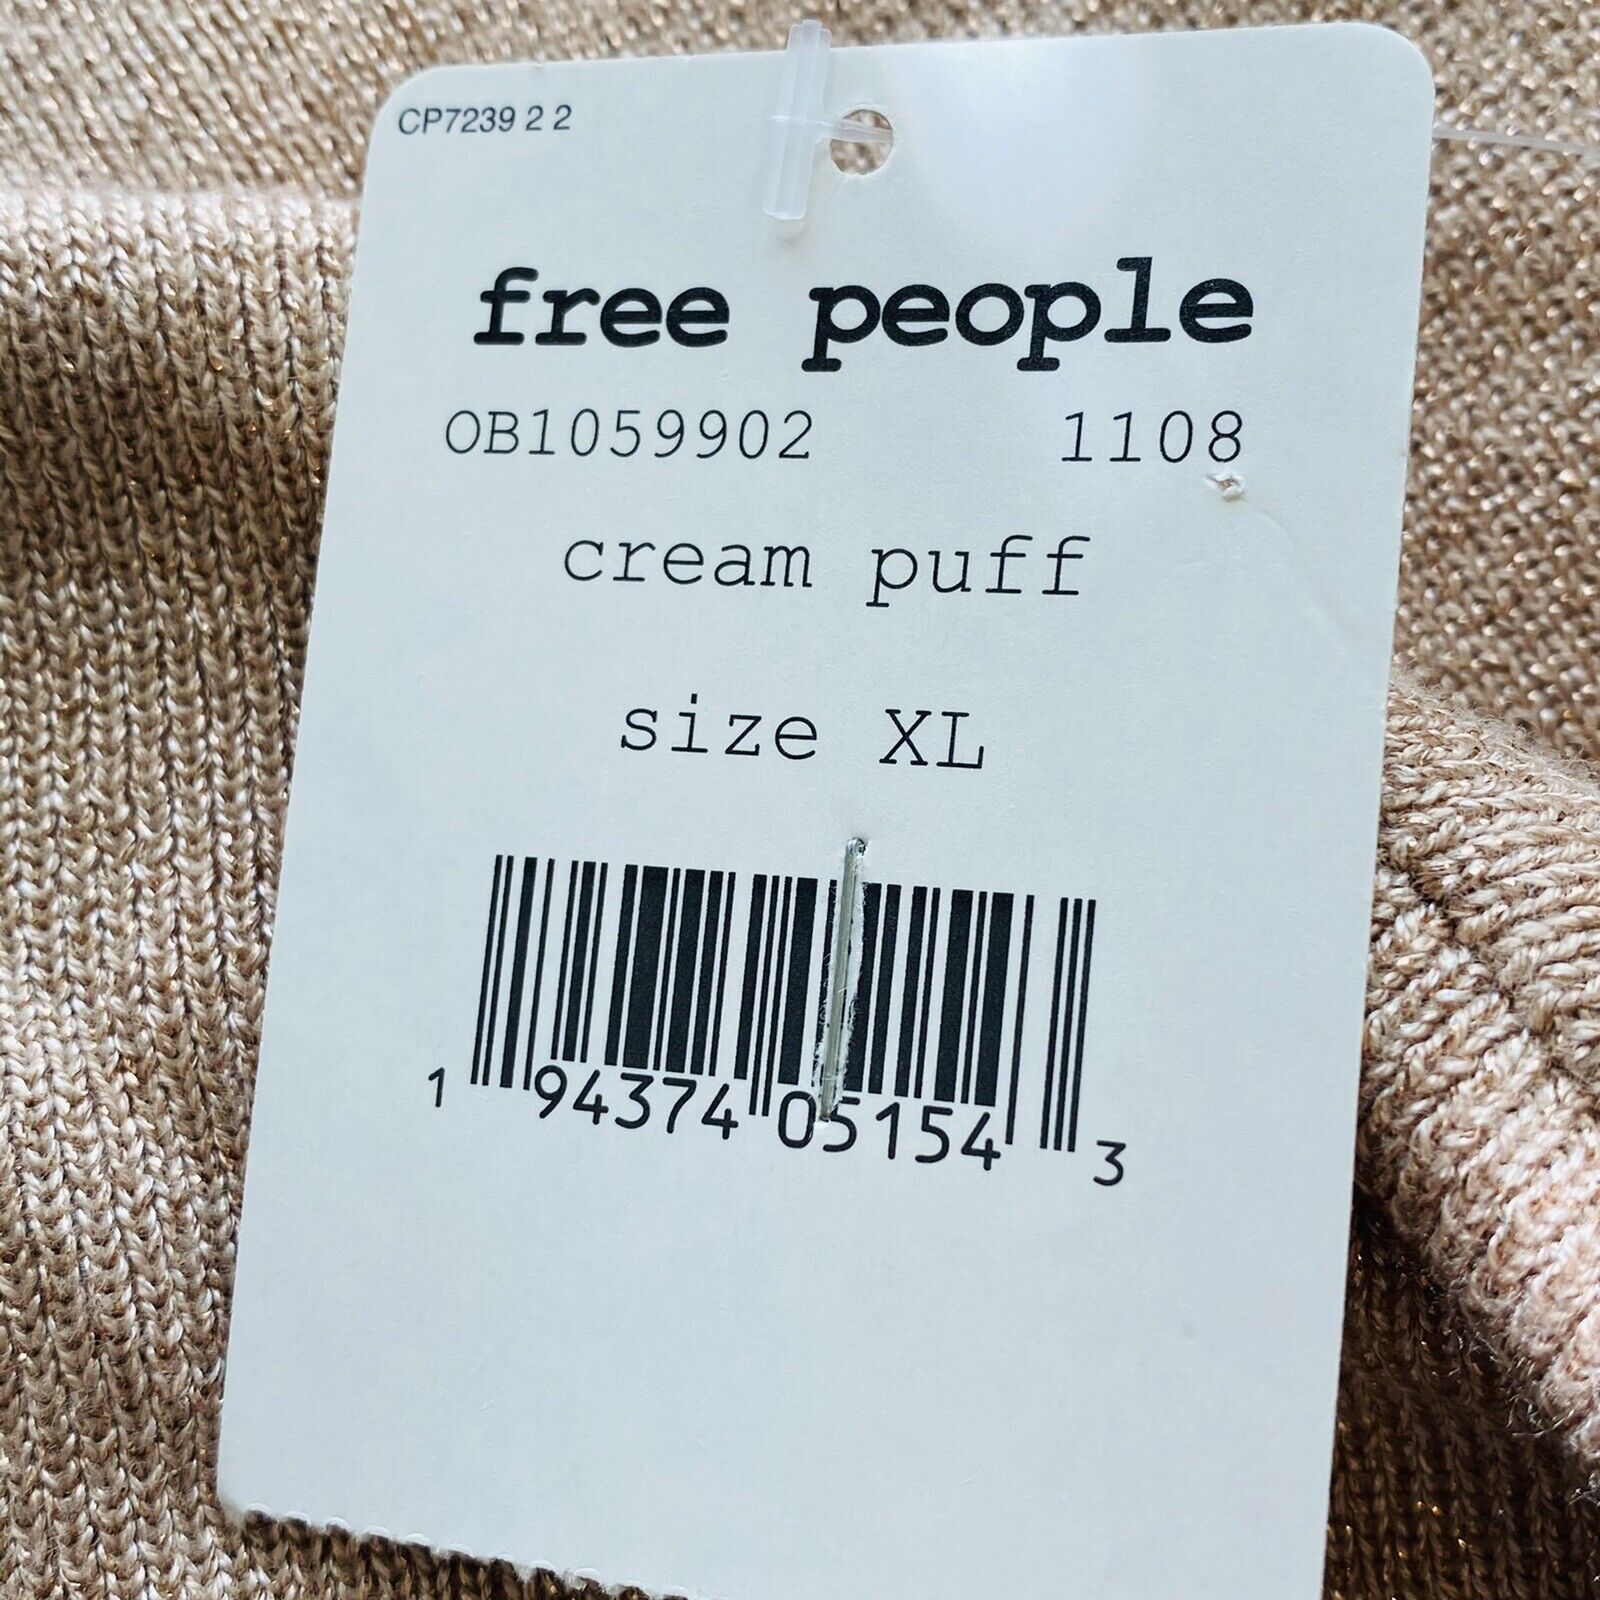 CP7239 2 2
free people
OB1059902 1108
cream puff
size XL
1 94374 05154 3